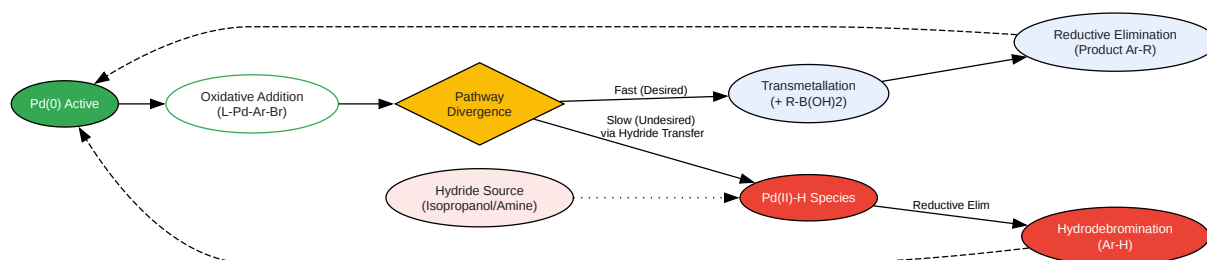 Pd(0) Active
Oxidative Addition
(L-Pd-Ar-Br)
Pathway
Divergence
Fast (Desired)
Slow (Undesired)
via Hydride Transfer
Transmetallation
(+ R-B(OH)2)
Reductive Elimination
(Product Ar-R)
Hydride Source
(Isopropanol/Amine)
Pd(II)-H Species
Reductive Elim
Hydrodebromination
(Ar-H)